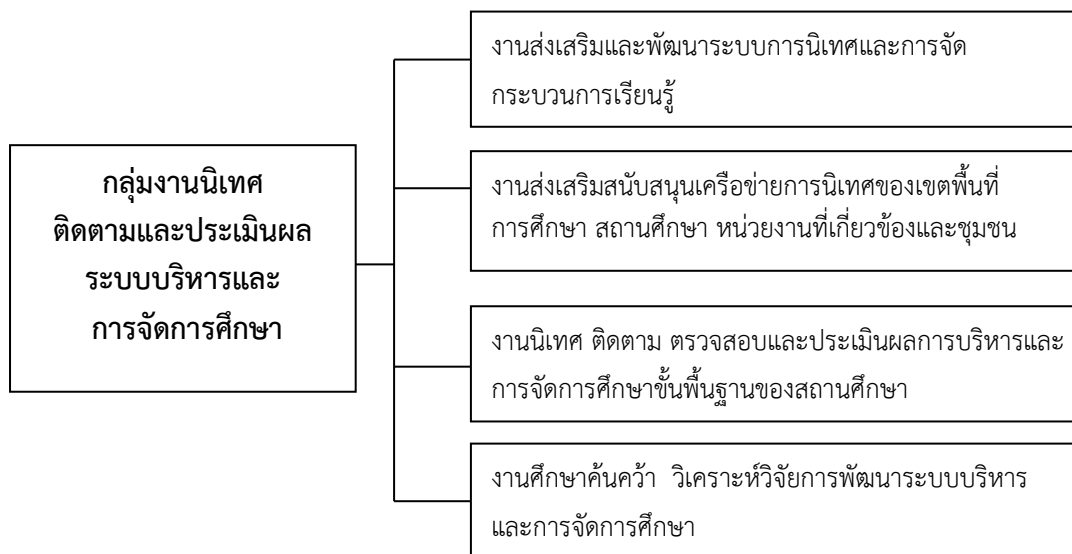 กลุ่มงานนิเทศ
ติดตามและประเมินผล
ระบบบริหารและ
การจัดการศึกษา
งานส่งเสริมและพัฒนาระบบการนิเทศและการจัด
กระบวนการเรียนรู้
งานส่งเสริมสนับสนุนเครือข่ายการนิเทศของเขตพื้นที่
การศึกษา สถานศึกษา หน่วยงานที่เกี่ยวข้องและชุมชน
งานนิเทศ ติดตาม ตรวจสอบและประเมินผลการบริหารและ
การจัดการศึกษาขั้นพื้นฐานของสถานศึกษา
งานศึกษาค้นคว้า วิเคราะห์วิจัยการพัฒนาระบบบริหาร
และการจัดการศึกษา